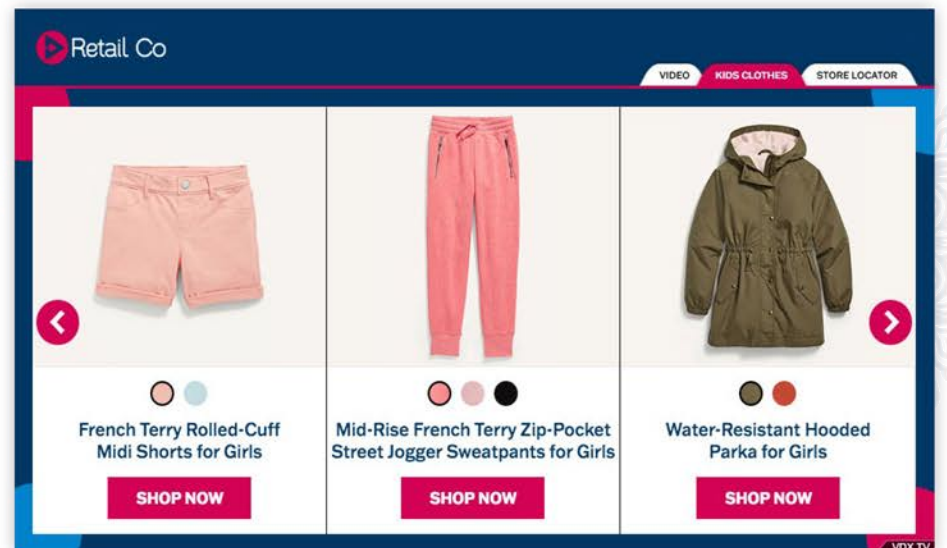 Retail Co
VIDEO
KIDS CLOTHES
STORE LOCATOR
French Terry Rolled-Cuff
Midi Shorts for Girls
SHOP NOW
Mid-Rise French Terry Zip-Pocket
Street Jogger Sweatpants for Girls
SHOP NOW
Water-Resistant Hooded
Parka for Girls
SHOP NOW
VDX.TV